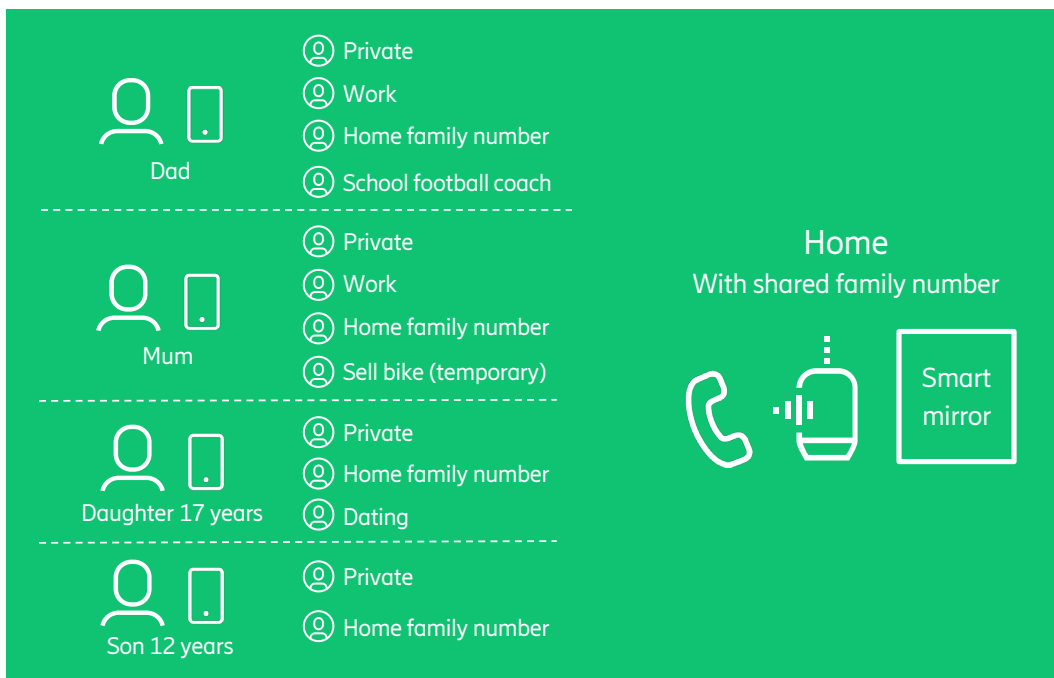 Private
Work
Home family number
School football coach
Dad
Private
Work
Home family number
Sell bike (temporary)
Mum
Private
Home family number
Dating
Daughter 17 years
Private
Home family number
Son 12 years
Home
With shared family number
Smart
mirror